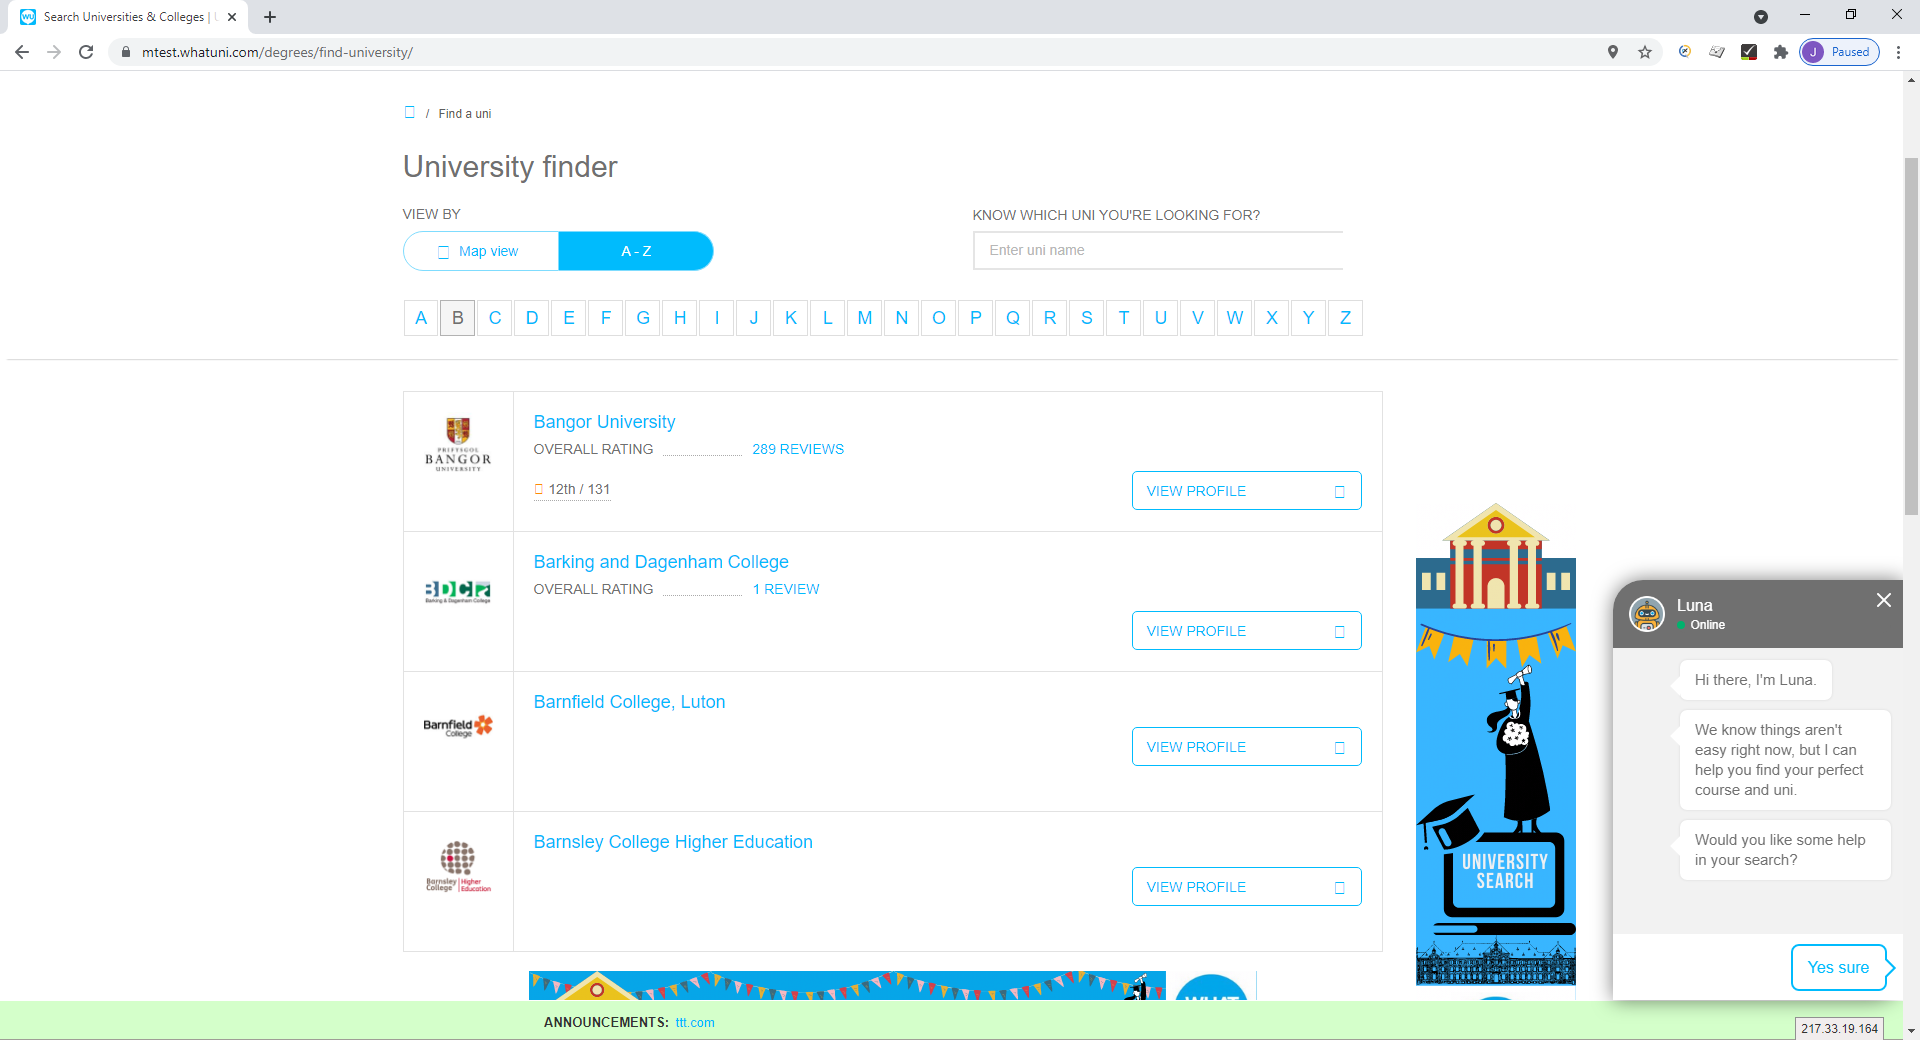 Search Universities & Colleges |
mtest.whatuni.com/degrees/find-university/
J Paused
/ Find a uni
University finder
VIEW BY
KNOW WHICH UNI YOU'RE LOOKING FOR?
Map view
A - Z
Enter uni name
A B C D E F G H I J K L M N O P Q R S T U V W X Y Z
PRIFYSGOL
BANGOR
UNIVERSITY
Bangor University
OVERALL RATING 289 REVIEWS
12th / 131
VIEW PROFILE
Barking & Dagenham College
Barking and Dagenham College
OVERALL RATING 1 REVIEW
VIEW PROFILE
Barnfield
College
Barnfield College, Luton
VIEW PROFILE
Barnsley
College
Higher
Education
Barnsley College Higher Education
VIEW PROFILE
UNIVERSITY
SEARCH
Luna
Online
Hi there, I'm Luna.
We know things aren't
easy right now, but I can
help you find your perfect
course and uni.
Would you like some help
in your search?
Yes sure
WHAT
ANNOUNCEMENTS: ttt.com
217.33.19.164